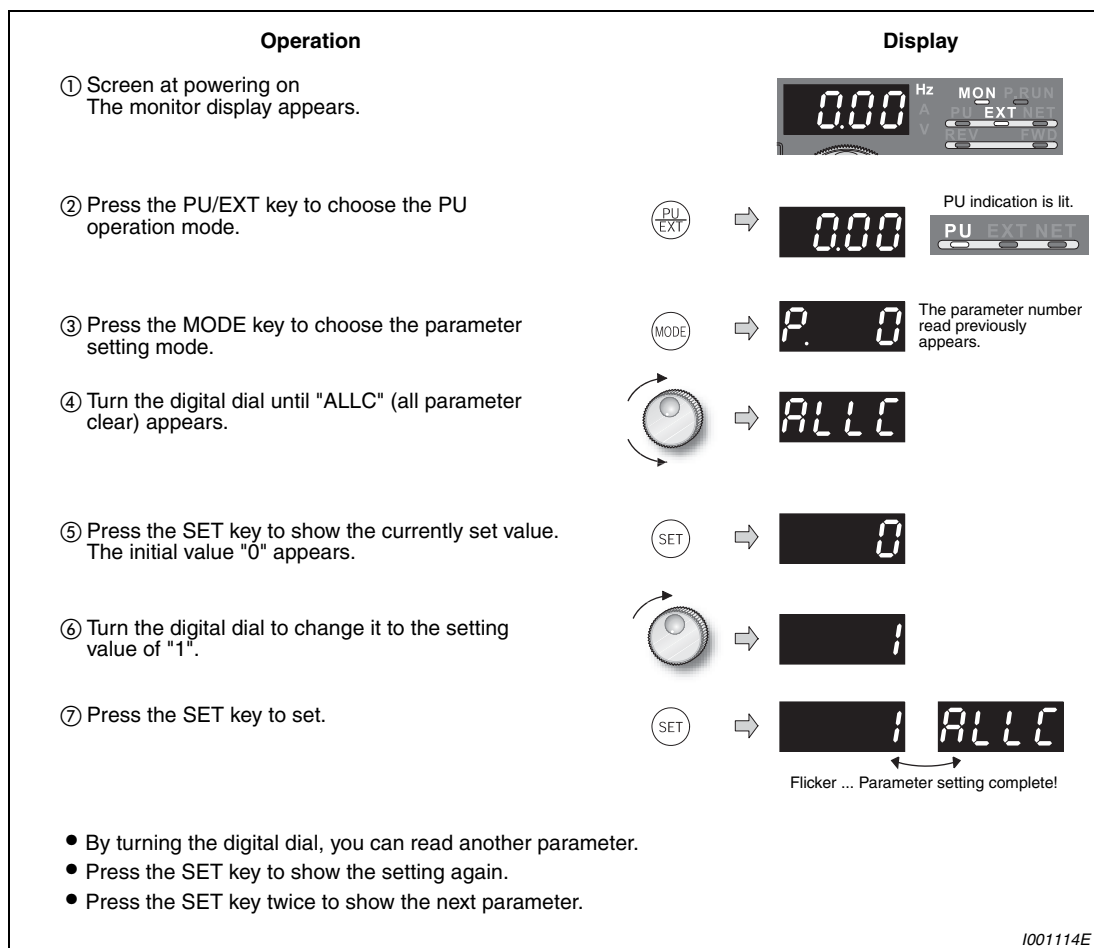 Operation Display
① Screen at powering on
The monitor display appears.
0.00 Hz MON P.RUN
A PU EXT NET
V REV FWD
② Press the PU/EXT key to choose the PU
operation mode.
PU
EXT
0.00
PU indication is lit.
PU EXT NET
③ Press the MODE key to choose the parameter
setting mode.
MODE
P. 0
The parameter number
read previously
appears.
④ Turn the digital dial until "ALLC" (all parameter
clear) appears.
ALLC
⑤ Press the SET key to show the currently set value.
The initial value "0" appears.
SET
0
⑥ Turn the digital dial to change it to the setting
value of "1".
1
⑦ Press the SET key to set.
SET
1 ALLC
Flicker ... Parameter setting complete!
● By turning the digital dial, you can read another parameter.
● Press the SET key to show the setting again.
● Press the SET key twice to show the next parameter.
I001114E